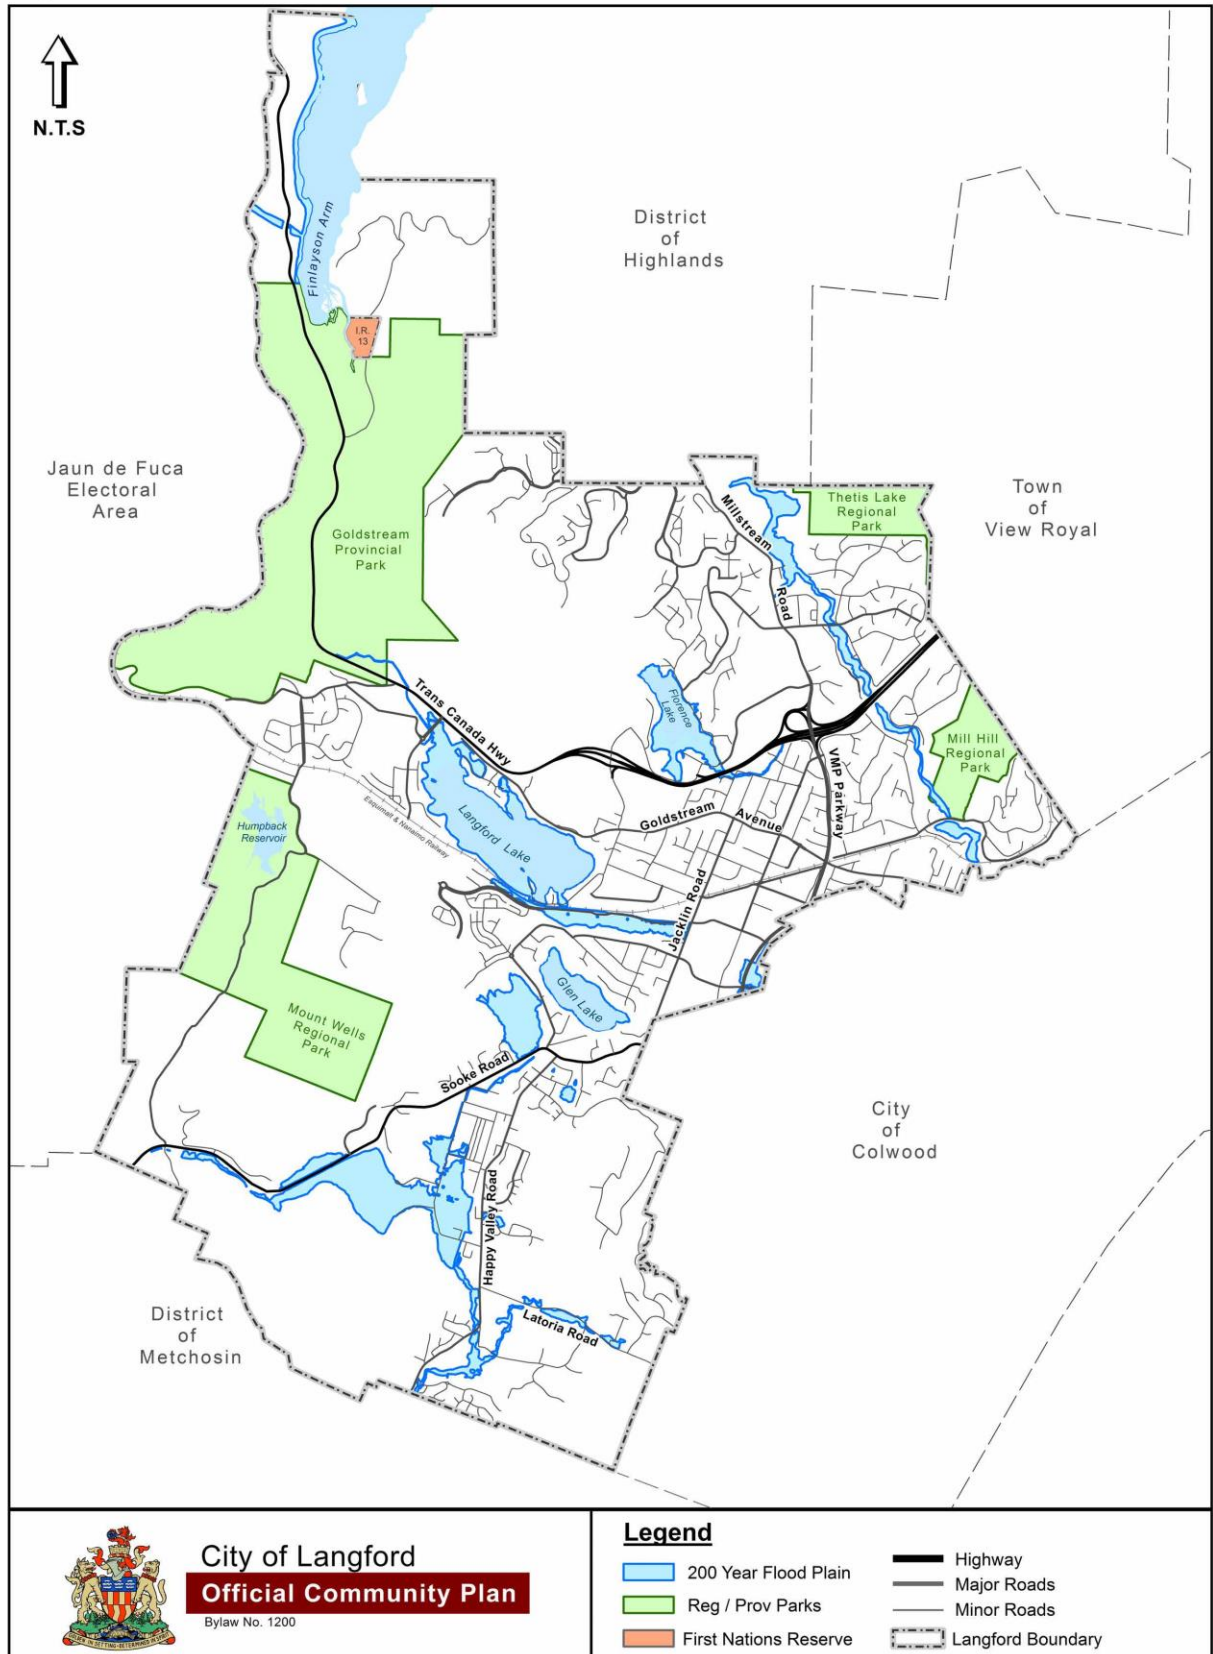 N.T.S
Finlayson Arm
District
of
Highlands
I.R.
13
Jaun de Fuca
Electoral
Area
Goldstream
Provincial
Park
Millstream
Road
Thetis Lake
Regional
Park
Town
of
View Royal
Trans Canada Hwy
Florence
Lake
Mill Hill
Regional
Park
VMP Parkway
Goldstream
Avenue
Humpback
Reservoir
Esquimalt & Nanaimo Railway
Langford Lake
Jacklin Road
Glen Lake
Mount Wells
Regional
Park
Sooke Road
City
of
Colwood
Happy Valley Road
District
of
Metchosin
Latoria Road
City of Langford
Official Community Plan
Bylaw No. 1200
Legend
200 Year Flood Plain
Reg / Prov Parks
First Nations Reserve
Highway
Major Roads
Minor Roads
Langford Boundary